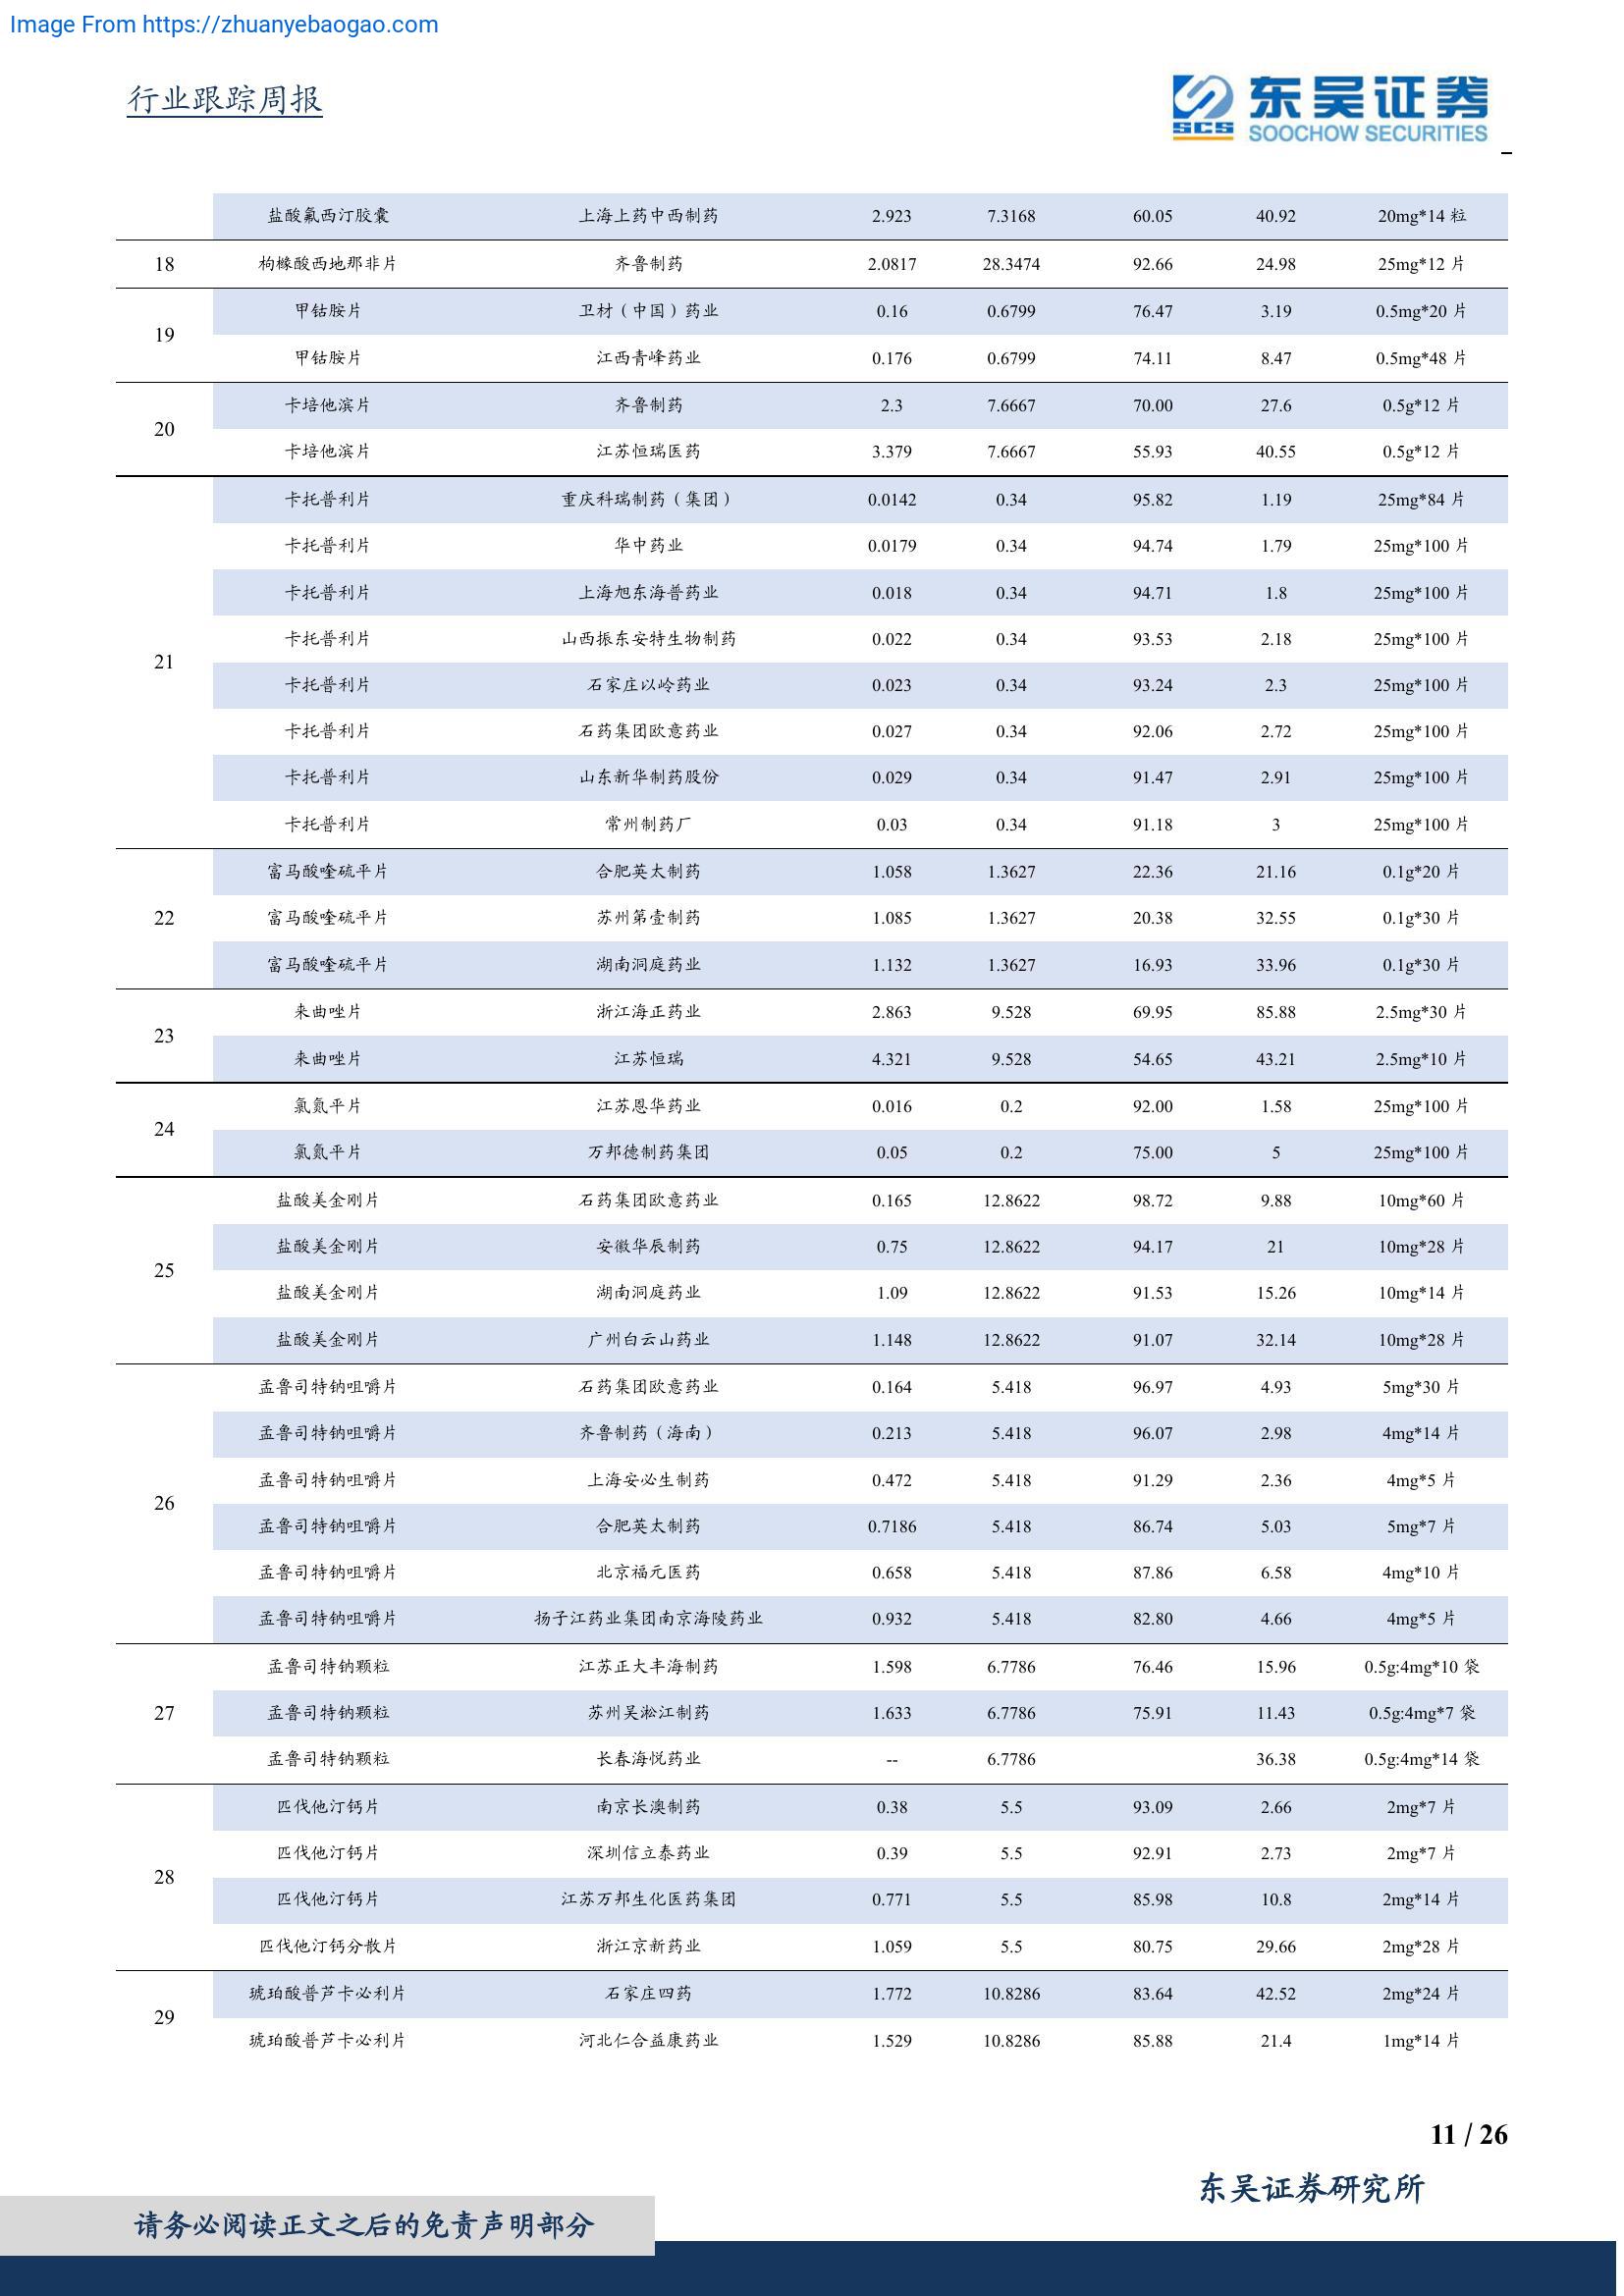 Image From https://zhuanyebaogao.com
行业跟踪周报
SCS 东吴证券
SOOCHOW SECURITIES
盐酸氟西汀胶囊 上海上药中西制药 2.923 7.3168 60.05 40.92 20mg*14 粒
18 枸橼酸西地那非片 齐鲁制药 2.0817 28.3474 92.66 24.98 25mg*12 片
19 甲钴胺片 卫材（中国）药业 0.16 0.6799 76.47 3.19 0.5mg*20 片
甲钴胺片 江西青峰药业 0.176 0.6799 74.11 8.47 0.5mg*48 片
20 卡培他滨片 齐鲁制药 2.3 7.6667 70.00 27.6 0.5g*12 片
卡培他滨片 江苏恒瑞医药 3.379 7.6667 55.93 40.55 0.5g*12 片
21 卡托普利片 重庆科瑞制药（集团） 0.0142 0.34 95.82 1.19 25mg*84 片
卡托普利片 华中药业 0.0179 0.34 94.74 1.79 25mg*100 片
卡托普利片 上海旭东海普药业 0.018 0.34 94.71 1.8 25mg*100 片
卡托普利片 山西振东安特生物制药 0.022 0.34 93.53 2.18 25mg*100 片
卡托普利片 石家庄以岭药业 0.023 0.34 93.24 2.3 25mg*100 片
卡托普利片 石药集团欧意药业 0.027 0.34 92.06 2.72 25mg*100 片
卡托普利片 山东新华制药股份 0.029 0.34 91.47 2.91 25mg*100 片
卡托普利片 常州制药厂 0.03 0.34 91.18 3 25mg*100 片
22 富马酸喹硫平片 合肥英太制药 1.058 1.3627 22.36 21.16 0.1g*20 片
富马酸喹硫平片 苏州第壹制药 1.085 1.3627 20.38 32.55 0.1g*30 片
富马酸喹硫平片 湖南洞庭药业 1.132 1.3627 16.93 33.96 0.1g*30 片
23 来曲唑片 浙江海正药业 2.863 9.528 69.95 85.88 2.5mg*30 片
来曲唑片 江苏恒瑞 4.321 9.528 54.65 43.21 2.5mg*10 片
24 氯氮平片 江苏恩华药业 0.016 0.2 92.00 1.58 25mg*100 片
氯氮平片 万邦德制药集团 0.05 0.2 75.00 5 25mg*100 片
25 盐酸美金刚片 石药集团欧意药业 0.165 12.8622 98.72 9.88 10mg*60 片
盐酸美金刚片 安徽华辰制药 0.75 12.8622 94.17 21 10mg*28 片
盐酸美金刚片 湖南洞庭药业 1.09 12.8622 91.53 15.26 10mg*14 片
盐酸美金刚片 广州白云山药业 1.148 12.8622 91.07 32.14 10mg*28 片
26 孟鲁司特钠咀嚼片 石药集团欧意药业 0.164 5.418 96.97 4.93 5mg*30 片
孟鲁司特钠咀嚼片 齐鲁制药（海南） 0.213 5.418 96.07 2.98 4mg*14 片
孟鲁司特钠咀嚼片 上海安必生制药 0.472 5.418 91.29 2.36 4mg*5 片
孟鲁司特钠咀嚼片 合肥英太制药 0.7186 5.418 86.74 5.03 5mg*7 片
孟鲁司特钠咀嚼片 北京福元医药 0.658 5.418 87.86 6.58 4mg*10 片
孟鲁司特钠咀嚼片 扬子江药业集团南京海陵药业 0.932 5.418 82.80 4.66 4mg*5 片
27 孟鲁司特钠颗粒 江苏正大丰海制药 1.598 6.7786 76.46 15.96 0.5g:4mg*10 袋
孟鲁司特钠颗粒 苏州吴淞江制药 1.633 6.7786 75.91 11.43 0.5g:4mg*7 袋
孟鲁司特钠颗粒 长春海悦药业 -- 6.7786 36.38 0.5g:4mg*14 袋
28 匹伐他汀钙片 南京长澳制药 0.38 5.5 93.09 2.66 2mg*7 片
匹伐他汀钙片 深圳信立泰药业 0.39 5.5 92.91 2.73 2mg*7 片
匹伐他汀钙片 江苏万邦生化医药集团 0.771 5.5 85.98 10.8 2mg*14 片
匹伐他汀钙分散片 浙江京新药业 1.059 5.5 80.75 29.66 2mg*28 片
29 琥珀酸普芦卡必利片 石家庄四药 1.772 10.8286 83.64 42.52 2mg*24 片
琥珀酸普芦卡必利片 河北仁合益康药业 1.529 10.8286 85.88 21.4 1mg*14 片
11 / 26
东吴证券研究所
请务必阅读正文之后的免责声明部分